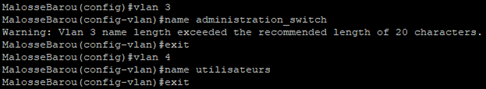 MalosseBarou(config)#vlan 3
MalosseBarou(config-vlan)#name administration_switch
Warning: Vlan 3 name length exceeded the recommended length of 20 characters.
MalosseBarou(config-vlan)#exit
MalosseBarou(config)#vlan 4
MalosseBarou(config-vlan)#name utilisateurs
MalosseBarou(config-vlan)#exit